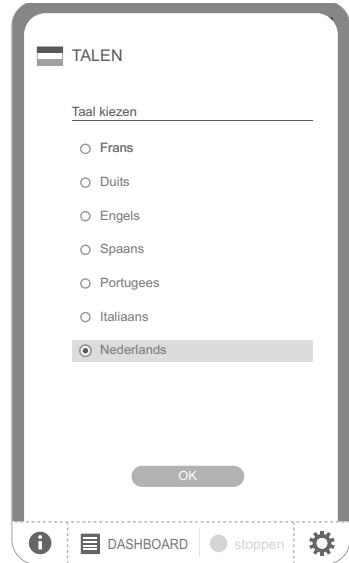 TALEN
Taal kiezen
Frans
Duits
Engels
Spaans
Portugees
Italiaans
Nederlands
OK
DASHBOARD stoppen